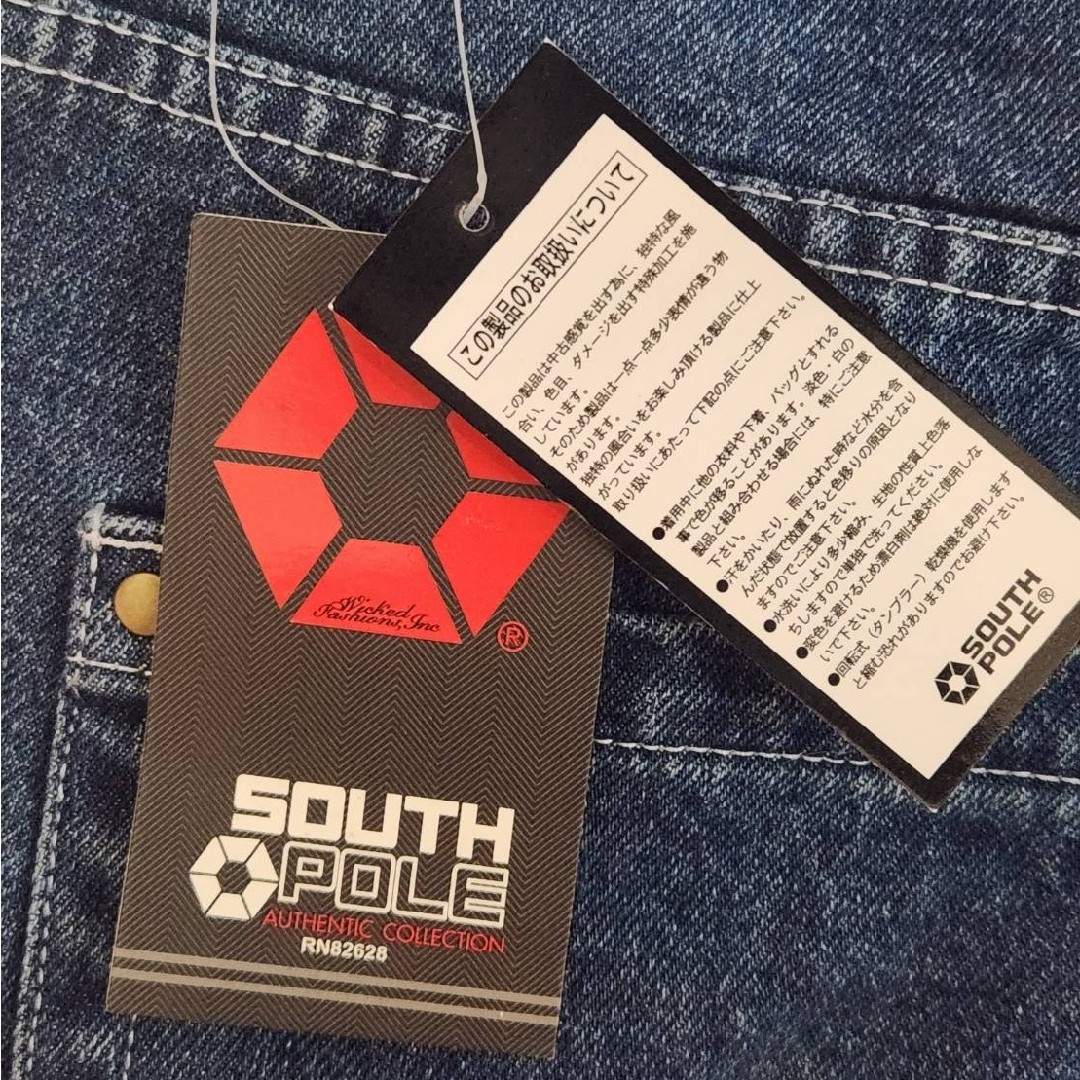 Wicked
Fashions, Inc
®
SOUTH
POLE
AUTHENTIC COLLECTION
RN82628
この製品のお取扱いについて
この製品は中古感覚を出す為に、独特な風
合い、色目、ダメージを出す特殊加工を施
しています。
そのため製品は一点一点多少表情が違う物
があります。
独特の風合いをお楽しみ頂ける製品に仕上
がっています。
取り扱いにあたって下記の点にご注意下さい。
●着用中に他の衣料や下着、バッグとすれる
事で色が移ることがあります。淡色・白の
製品と組み合わせる場合には、特にご注意
下さい。
●汗をかいたり、雨にぬれた時など水分を含
んだ状態で放置すると色移りの原因となり
ますのでご注意下さい。
●水洗いにより多少縮み、生地の性質上色落
ちしますので単独で洗ってください。
●変色を避けるため漂白剤は絶対に使用しな
いで下さい。
●回転式(タンブラー)乾燥機を使用します
と縮む恐れがありますのでお避け下さい。
SOUTH
POLE®